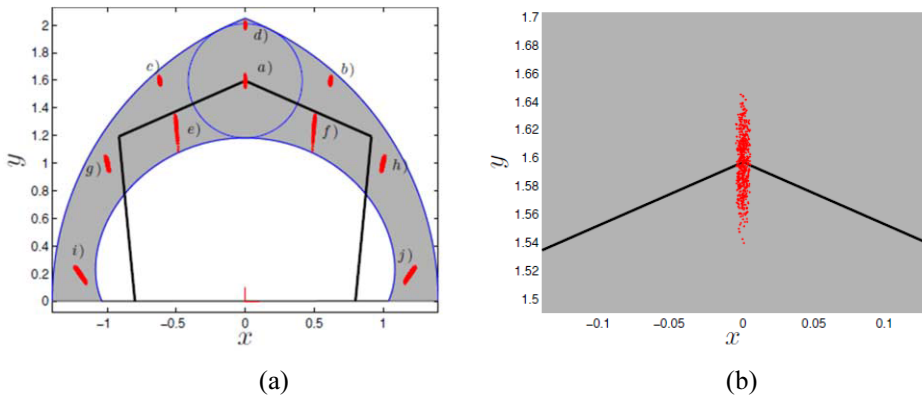 2
1.8
1.6
1.4
1.2
1
0.8
0.6
0.4
0.2
0
y
−1
−0.5
0
0.5
1
x
d)
c)
a)
b)
e)
f)
g)
h)
i)
j)
(a)
1.7
1.68
1.66
1.64
1.62
1.60
1.58
1.56
1.54
1.52
1.5
y
−0.1
−0.05
0
0.05
0.1
x
(b)